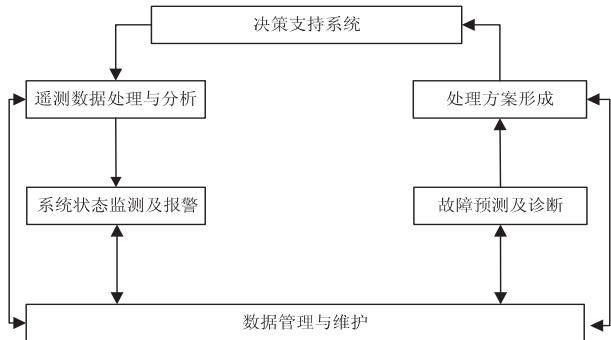 决策支持系统
遥测数据处理与分析
处理方案形成
系统状态监测及报警
故障预测及诊断
数据管理与维护